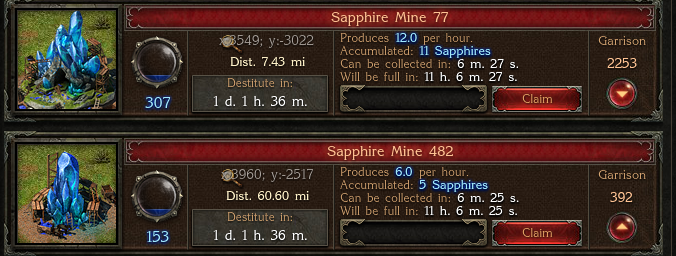 Sapphire Mine 77
x:3549; y:-3022
Dist. 7.43 mi
Destitute in:
1 d. 1 h. 36 m.
307
Produces 12.0 per hour.
Accumulated: 11 Sapphires
Can be collected in: 6 m. 27 s.
Will be full in: 11 h. 6 m. 27 s.
Claim
Garrison
2253
Sapphire Mine 482
x:3960; y:-2517
Dist. 60.60 mi
Destitute in:
1 d. 1 h. 36 m.
153
Produces 6.0 per hour.
Accumulated: 5 Sapphires
Can be collected in: 6 m. 25 s.
Will be full in: 11 h. 6 m. 25 s.
Claim
Garrison
392